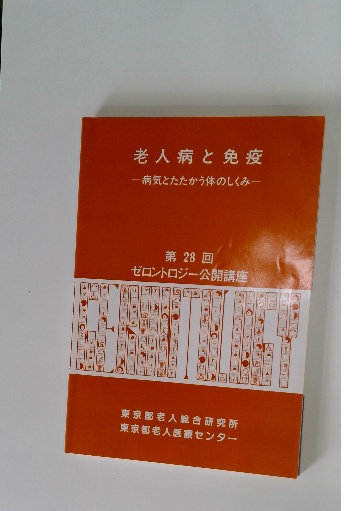 老人病と免疫
―病気とたたかう体のしくみ―
第28回
ゼロントロジー公開講座
GERONTOLOGY
東京都老人総合研究所
東京都老人医療センター